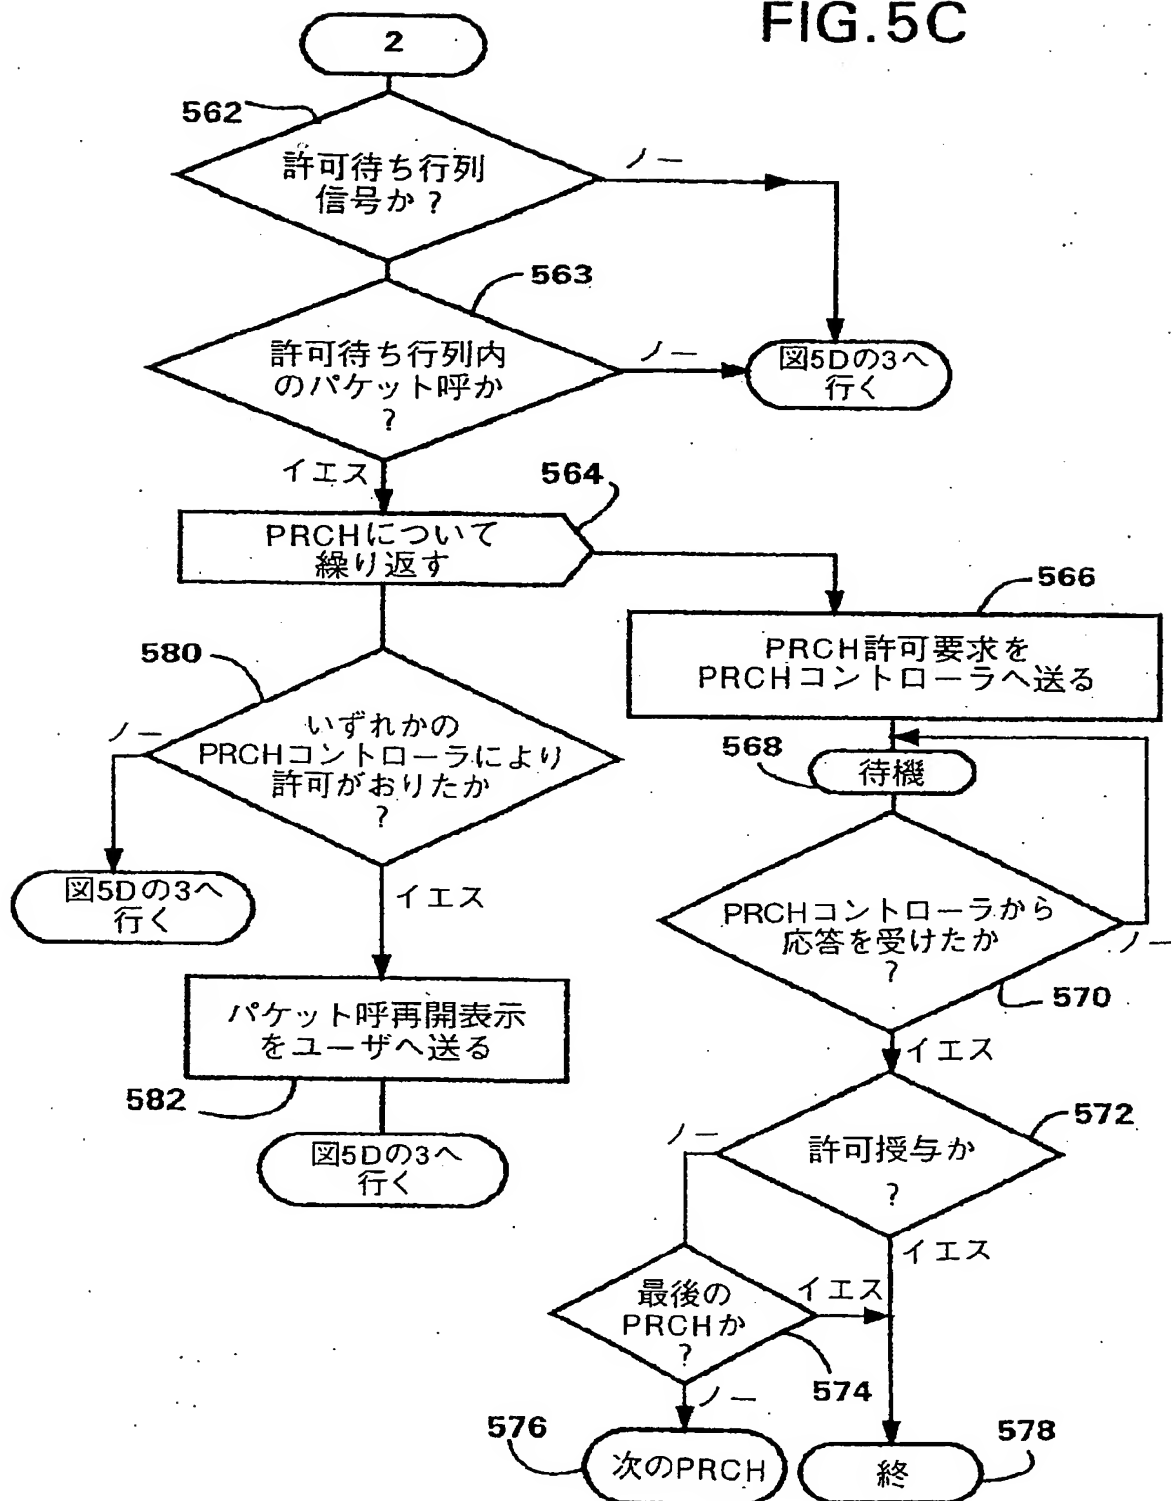 FIG.5C
2
562
許可待ち行列
信号か?
ノー
563
許可待ち行列内
のパケット呼か
?
ノー
図5Dの3へ
行く
イエス
564
PRCHについて
繰り返す
566
PRCH許可要求を
PRCHコントローラへ送る
580
ノー
いずれかの
PRCHコントローラにより
許可がおりたか
?
568
待機
図5Dの3へ
行く
イエス
PRCHコントローラから
応答を受けたか
?
ノー
570
パケット呼再開表示
をユーザへ送る
582
イエス
図5Dの3へ
行く
572
ノー
許可授与か
?
イエス
最後の
PRCHか
?
イエス
574
ノー
576
次のPRCH
578
終